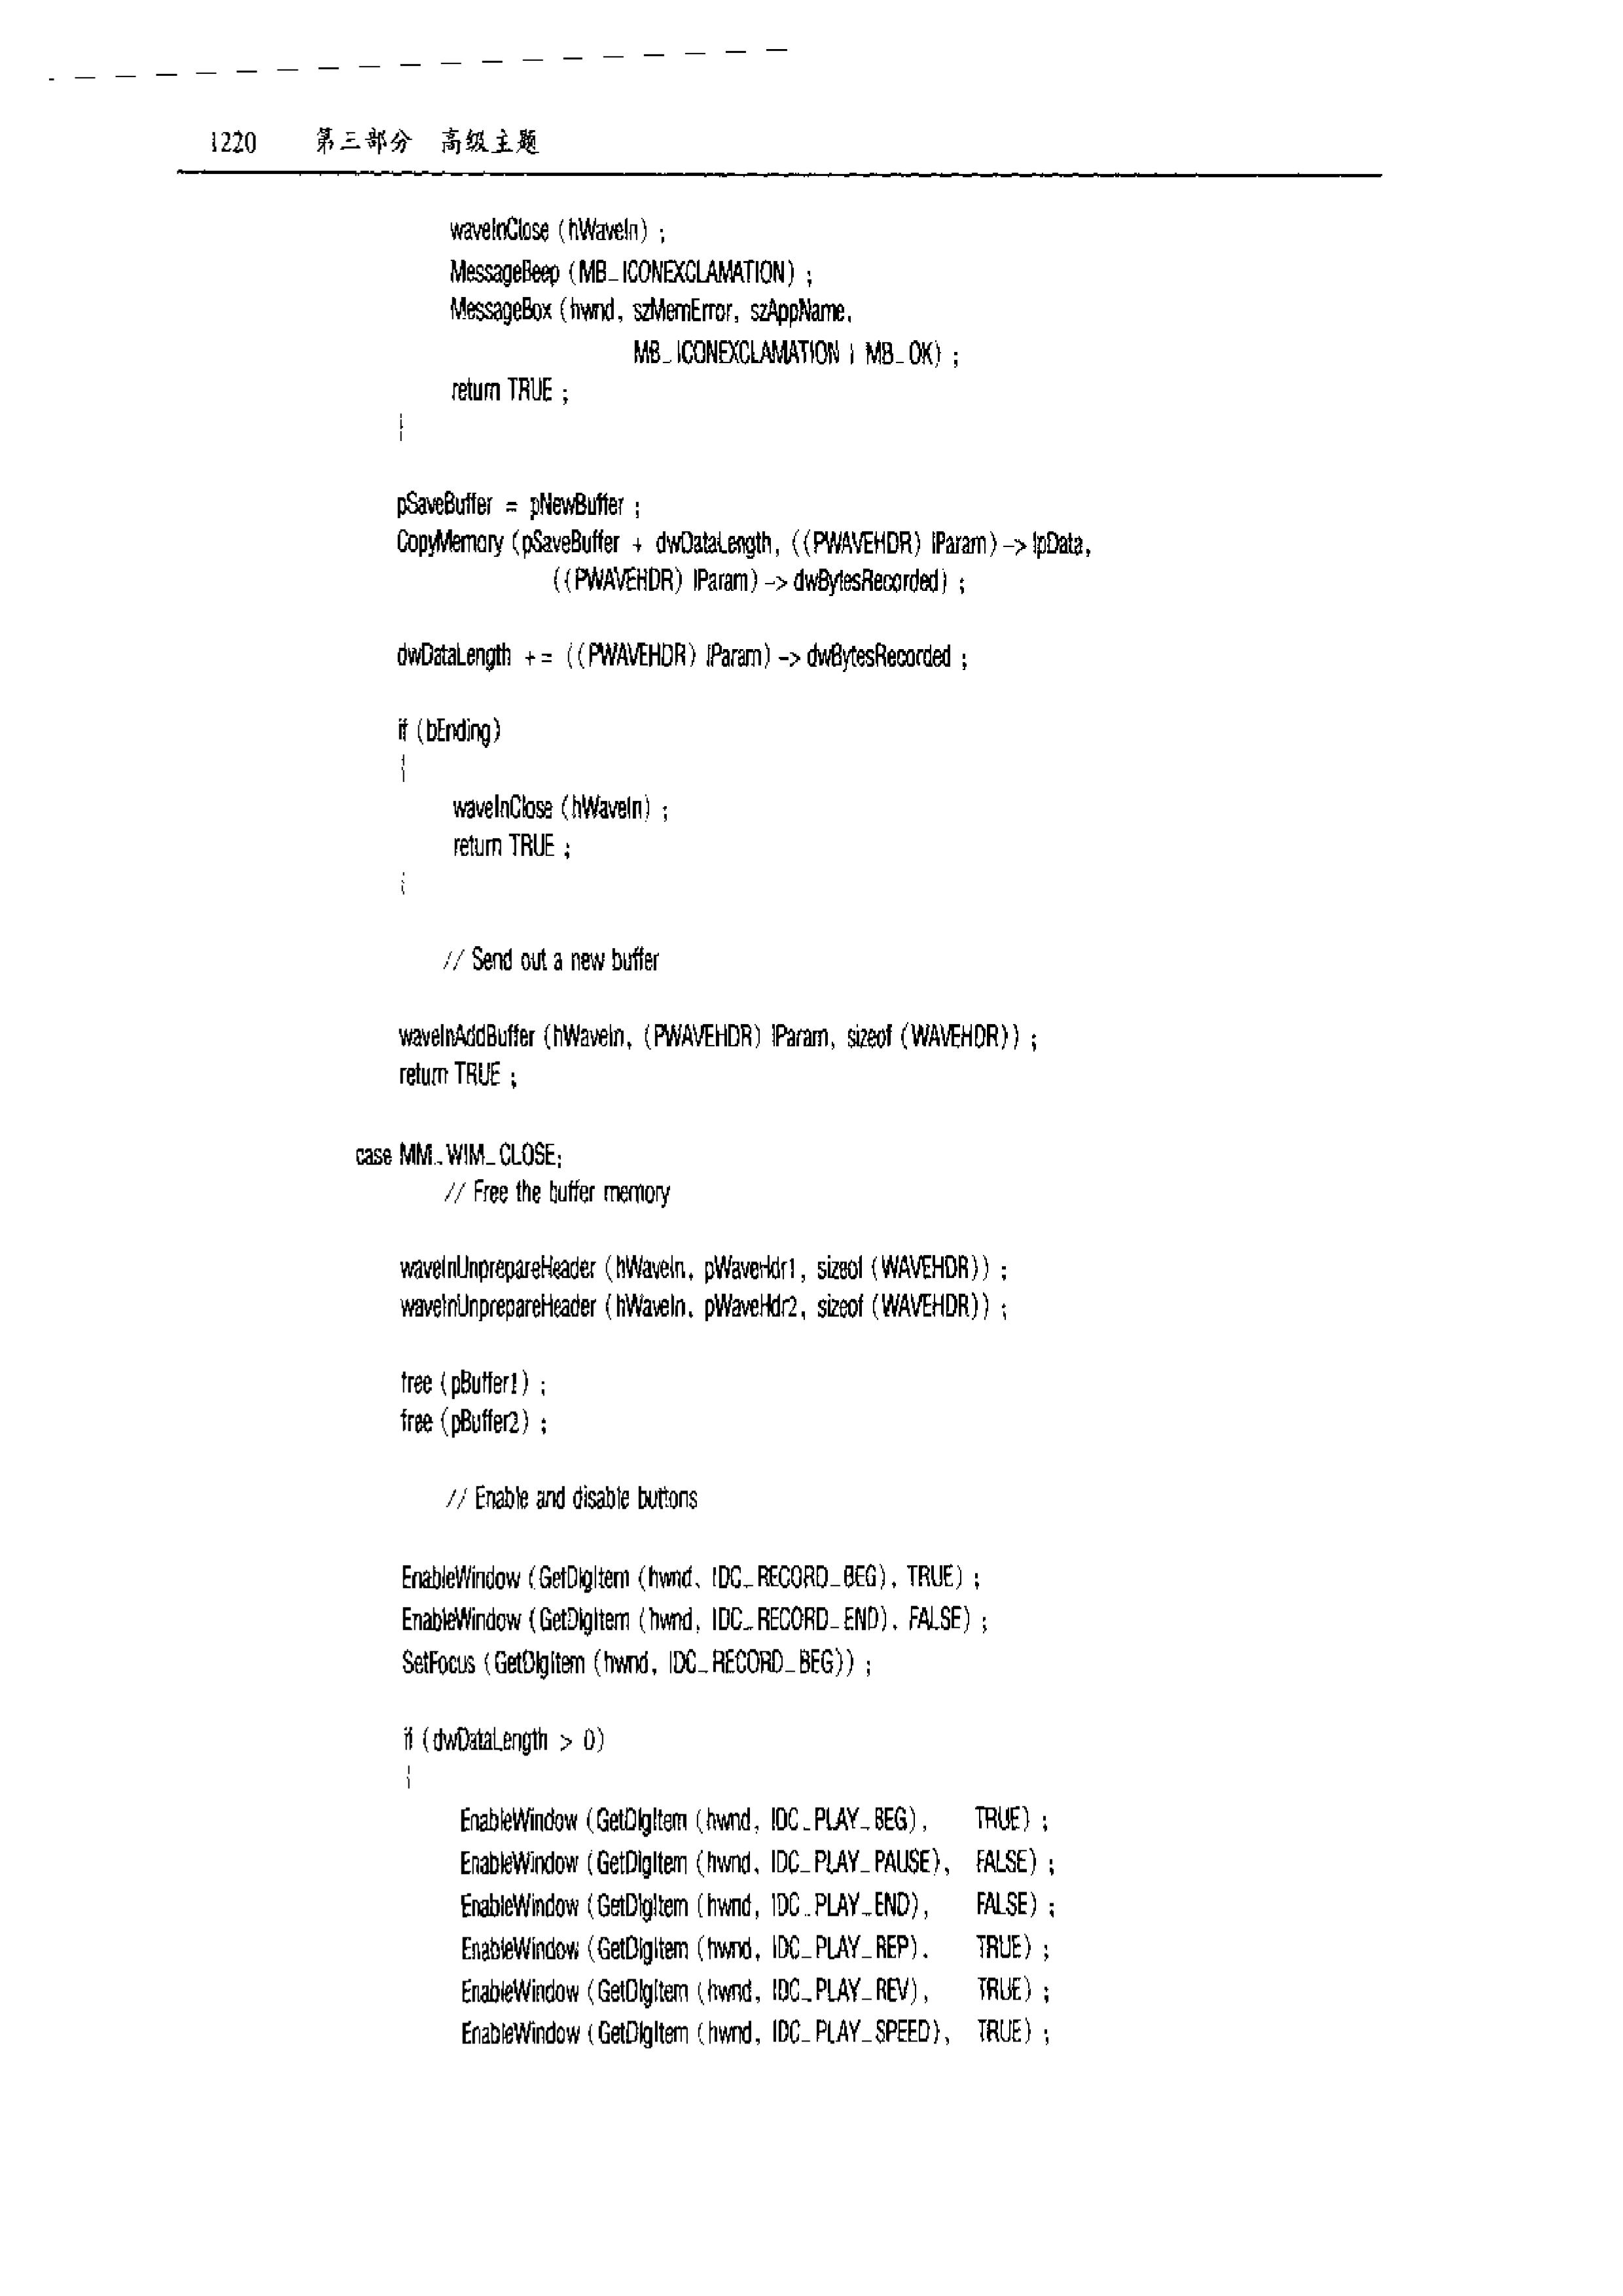 1220 第三部分 高级主题
waveInClose (hWaveIn) ;
MessageBeep (MB_ICONEXCLAMATION) ;
MessageBox (hwnd, szMemError, szAppName,
MB_ICONEXCLAMATION | MB_OK) ;
return TRUE ;
}
pSaveBuffer = pNewBuffer ;
CopyMemory (pSaveBuffer + dwDataLength, ((PWAVEHDR) lParam) -> lpData,
((PWAVEHDR) lParam) -> dwBytesRecorded) ;
dwDataLength += ((PWAVEHDR) lParam) -> dwBytesRecorded ;
if (bEnding)
{
waveInClose (hWaveIn) ;
return TRUE ;
}
// Send out a new buffer
waveInAddBuffer (hWaveIn, (PWAVEHDR) lParam, sizeof (WAVEHDR)) ;
return TRUE ;
case MM_WIM_CLOSE:
// Free the buffer memory
waveInUnprepareHeader (hWaveIn, pWaveHdr1, sizeof (WAVEHDR)) ;
waveInUnprepareHeader (hWaveIn, pWaveHdr2, sizeof (WAVEHDR)) ;
free (pBuffer1) ;
free (pBuffer2) ;
// Enable and disable buttons
EnableWindow (GetDlgItem (hwnd, IDC_RECORD_BEG), TRUE) ;
EnableWindow (GetDlgItem (hwnd, IDC_RECORD_END), FALSE) ;
SetFocus (GetDlgItem (hwnd, IDC_RECORD_BEG)) ;
if (dwDataLength > 0)
{
EnableWindow (GetDlgItem (hwnd, IDC_PLAY_BEG), TRUE) ;
EnableWindow (GetDlgItem (hwnd, IDC_PLAY_PAUSE), FALSE) ;
EnableWindow (GetDlgItem (hwnd, IDC_PLAY_END), FALSE) ;
EnableWindow (GetDlgItem (hwnd, IDC_PLAY_REP), TRUE) ;
EnableWindow (GetDlgItem (hwnd, IDC_PLAY_REV), TRUE) ;
EnableWindow (GetDlgItem (hwnd, IDC_PLAY_SPEED), TRUE) ;